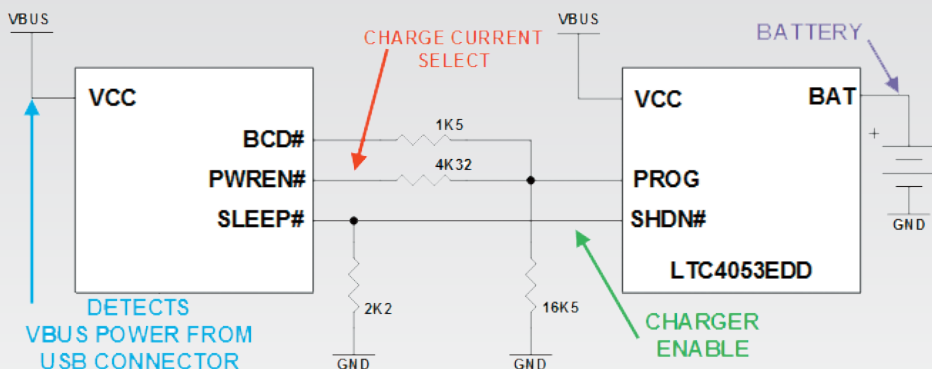 VBUS
VBUS
CHARGE CURRENT
SELECT
BATTERY
VCC
BCD#
PWREN#
SLEEP#
1K5
4K32
2K2
16K5
GND
GND
VCC
BAT
PROG
SHDN#
LTC4053EDD
+
GND
DETECTS
VBUS POWER FROM
USB CONNECTOR
CHARGER
ENABLE